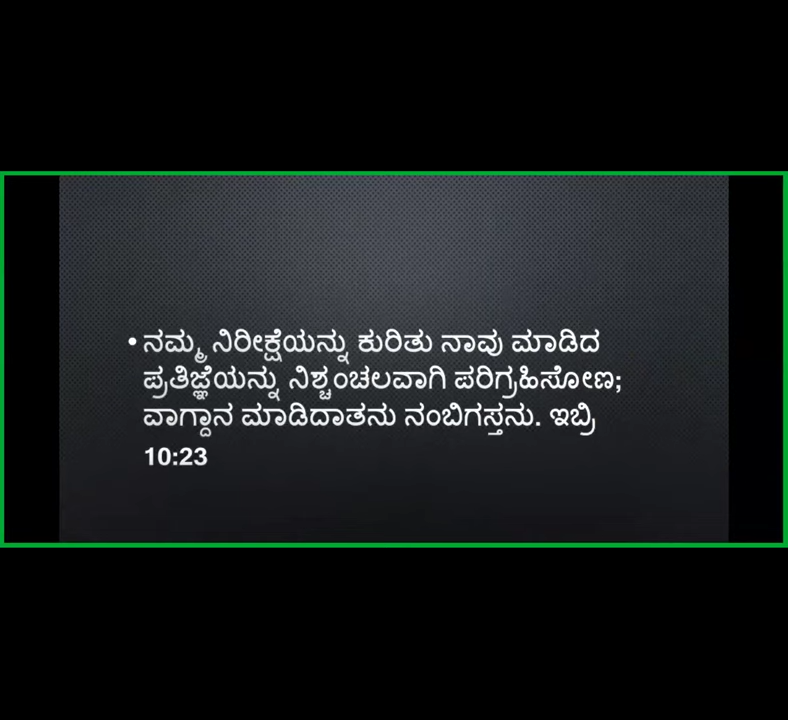 • ನಮ್ಮ ನಿರೀಕ್ಷೆಯನ್ನು ಕುರಿತು ನಾವು ಮಾಡಿದ
ಪ್ರತಿಜ್ಞೆಯನ್ನು ನಿಶ್ಚಂಚಲವಾಗಿ ಪರಿಗ್ರಹಿಸೋಣ;
ವಾಗ್ದಾನ ಮಾಡಿದಾತನು ನಂಬಿಗಸ್ತನು. ಇಬ್ರಿ
10:23